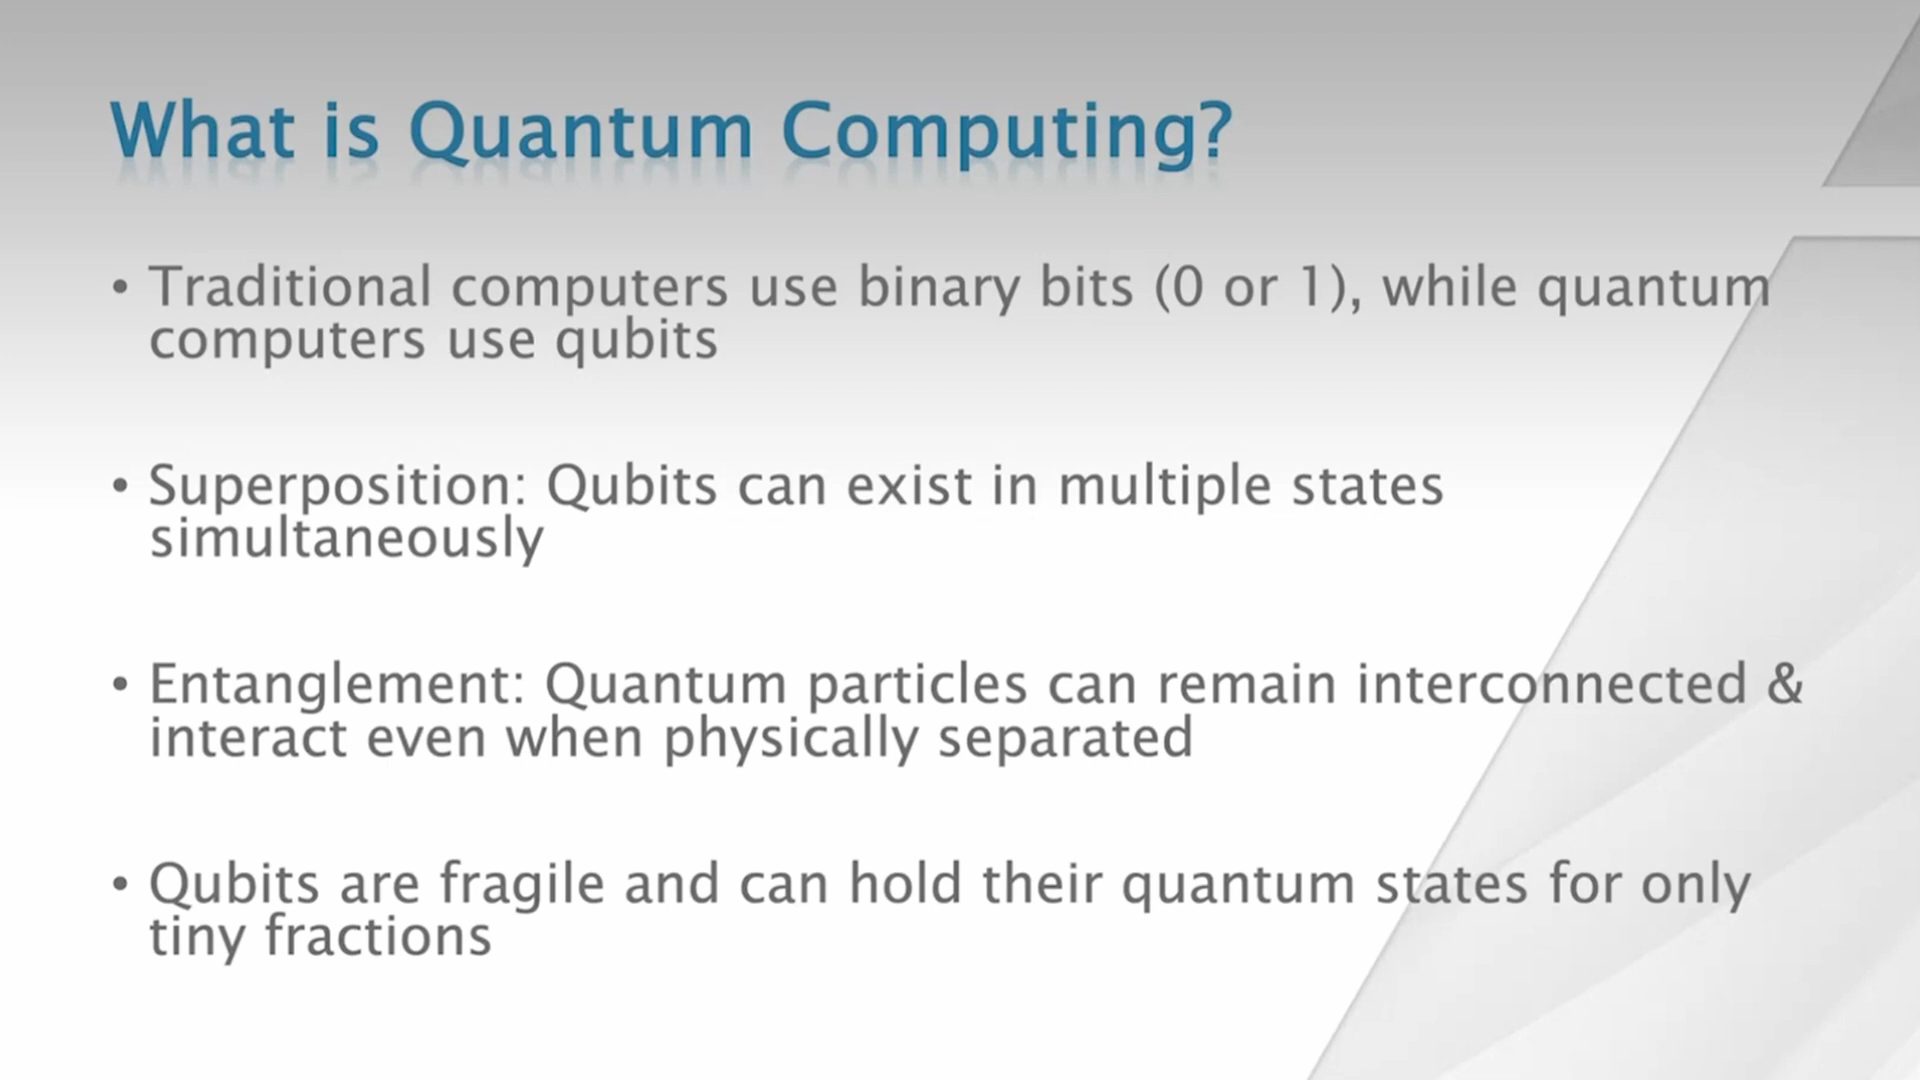 What is Quantum Computing?
• Traditional computers use binary bits (0 or 1), while quantum
computers use qubits
• Superposition: Qubits can exist in multiple states
simultaneously
• Entanglement: Quantum particles can remain interconnected &
interact even when physically separated
• Qubits are fragile and can hold their quantum states for only
tiny fractions